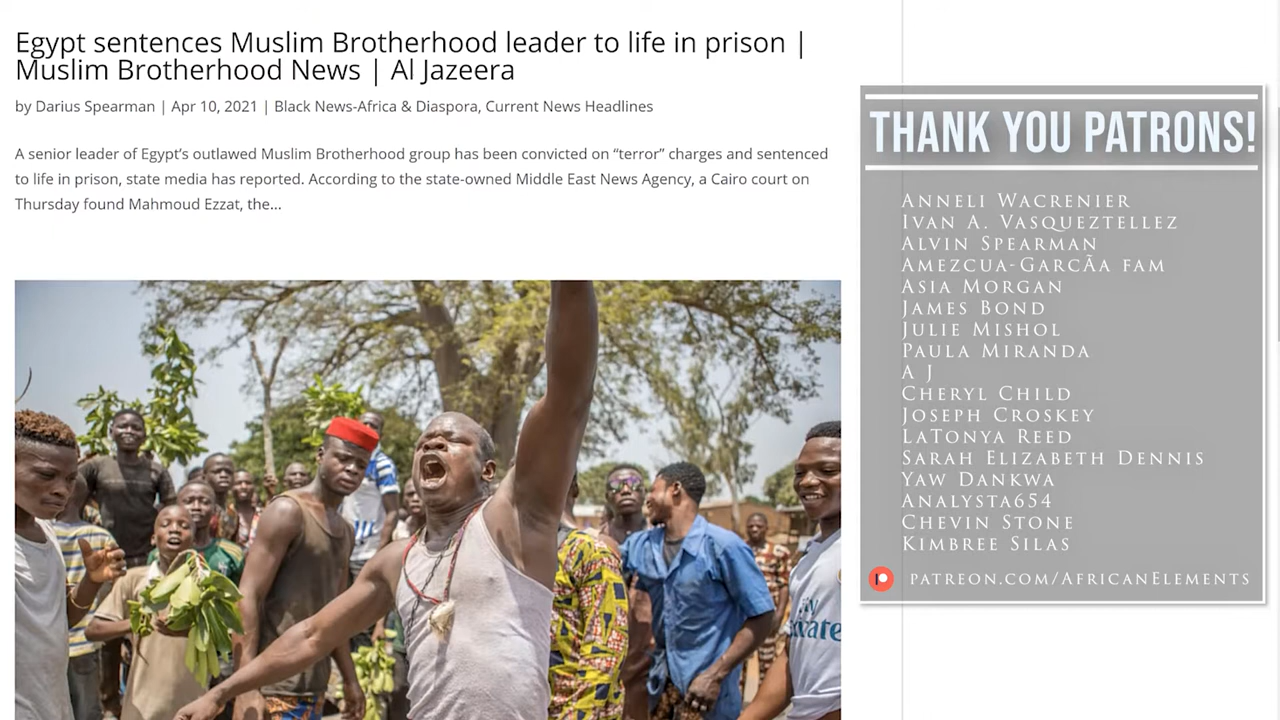 Egypt sentences Muslim Brotherhood leader to life in prison |
Muslim Brotherhood News | Al Jazeera
by Darius Spearman | Apr 10, 2021 | Black News-Africa & Diaspora, Current News Headlines
A senior leader of Egypt’s outlawed Muslim Brotherhood group has been convicted on “terror” charges and sentenced
to life in prison, state media has reported. According to the state-owned Middle East News Agency, a Cairo court on
Thursday found Mahmoud Ezzat, the...
THANK YOU PATRONS!
Anneli Wacrenier
Ivan A. Vasqueztellez
Alvin Spearman
Amezcua-GarcÃa fam
Asia Morgan
James Bond
Julie Mishol
Paula Miranda
A J
Cheryl Child
Joseph Croskey
LaTonya Reed
Sarah Elizabeth Dennis
Yaw Dankwa
Analysta654
Chevin Stone
Kimbree Silas
patreon.com/AfricanElements